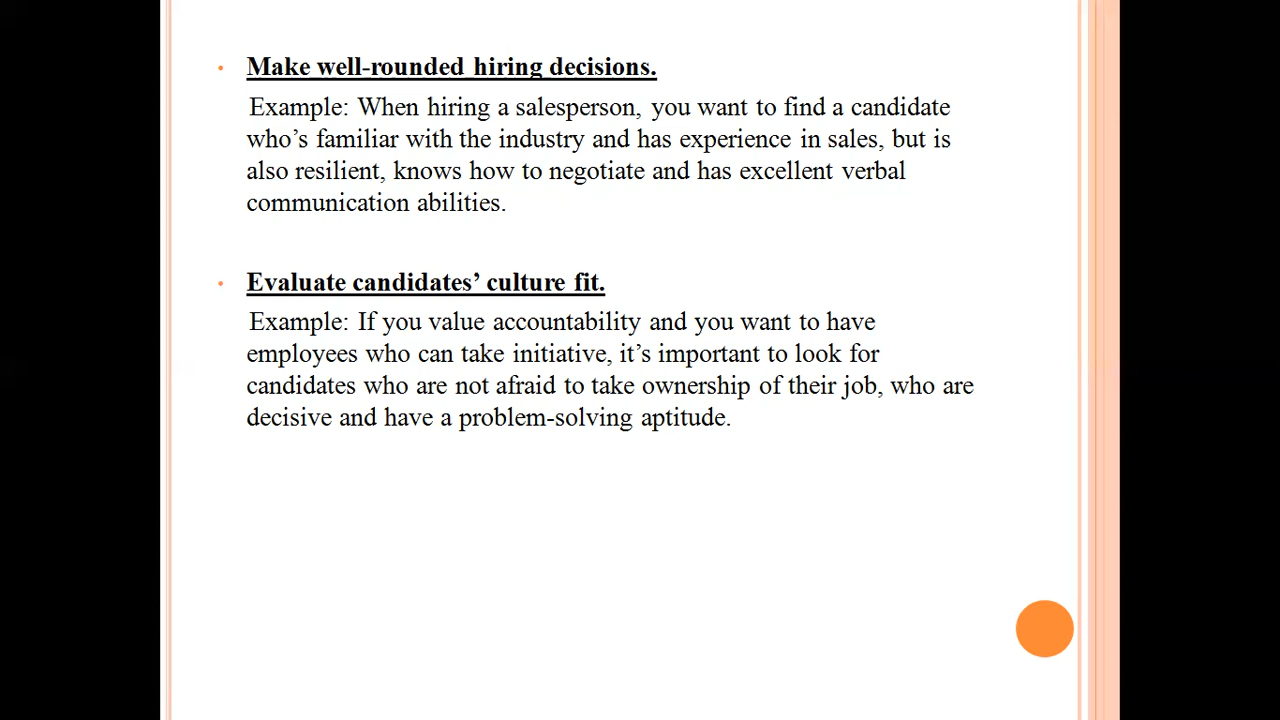 • Make well-rounded hiring decisions.
Example: When hiring a salesperson, you want to find a candidate
who’s familiar with the industry and has experience in sales, but is
also resilient, knows how to negotiate and has excellent verbal
communication abilities.
• Evaluate candidates’ culture fit.
Example: If you value accountability and you want to have
employees who can take initiative, it’s important to look for
candidates who are not afraid to take ownership of their job, who are
decisive and have a problem-solving aptitude.